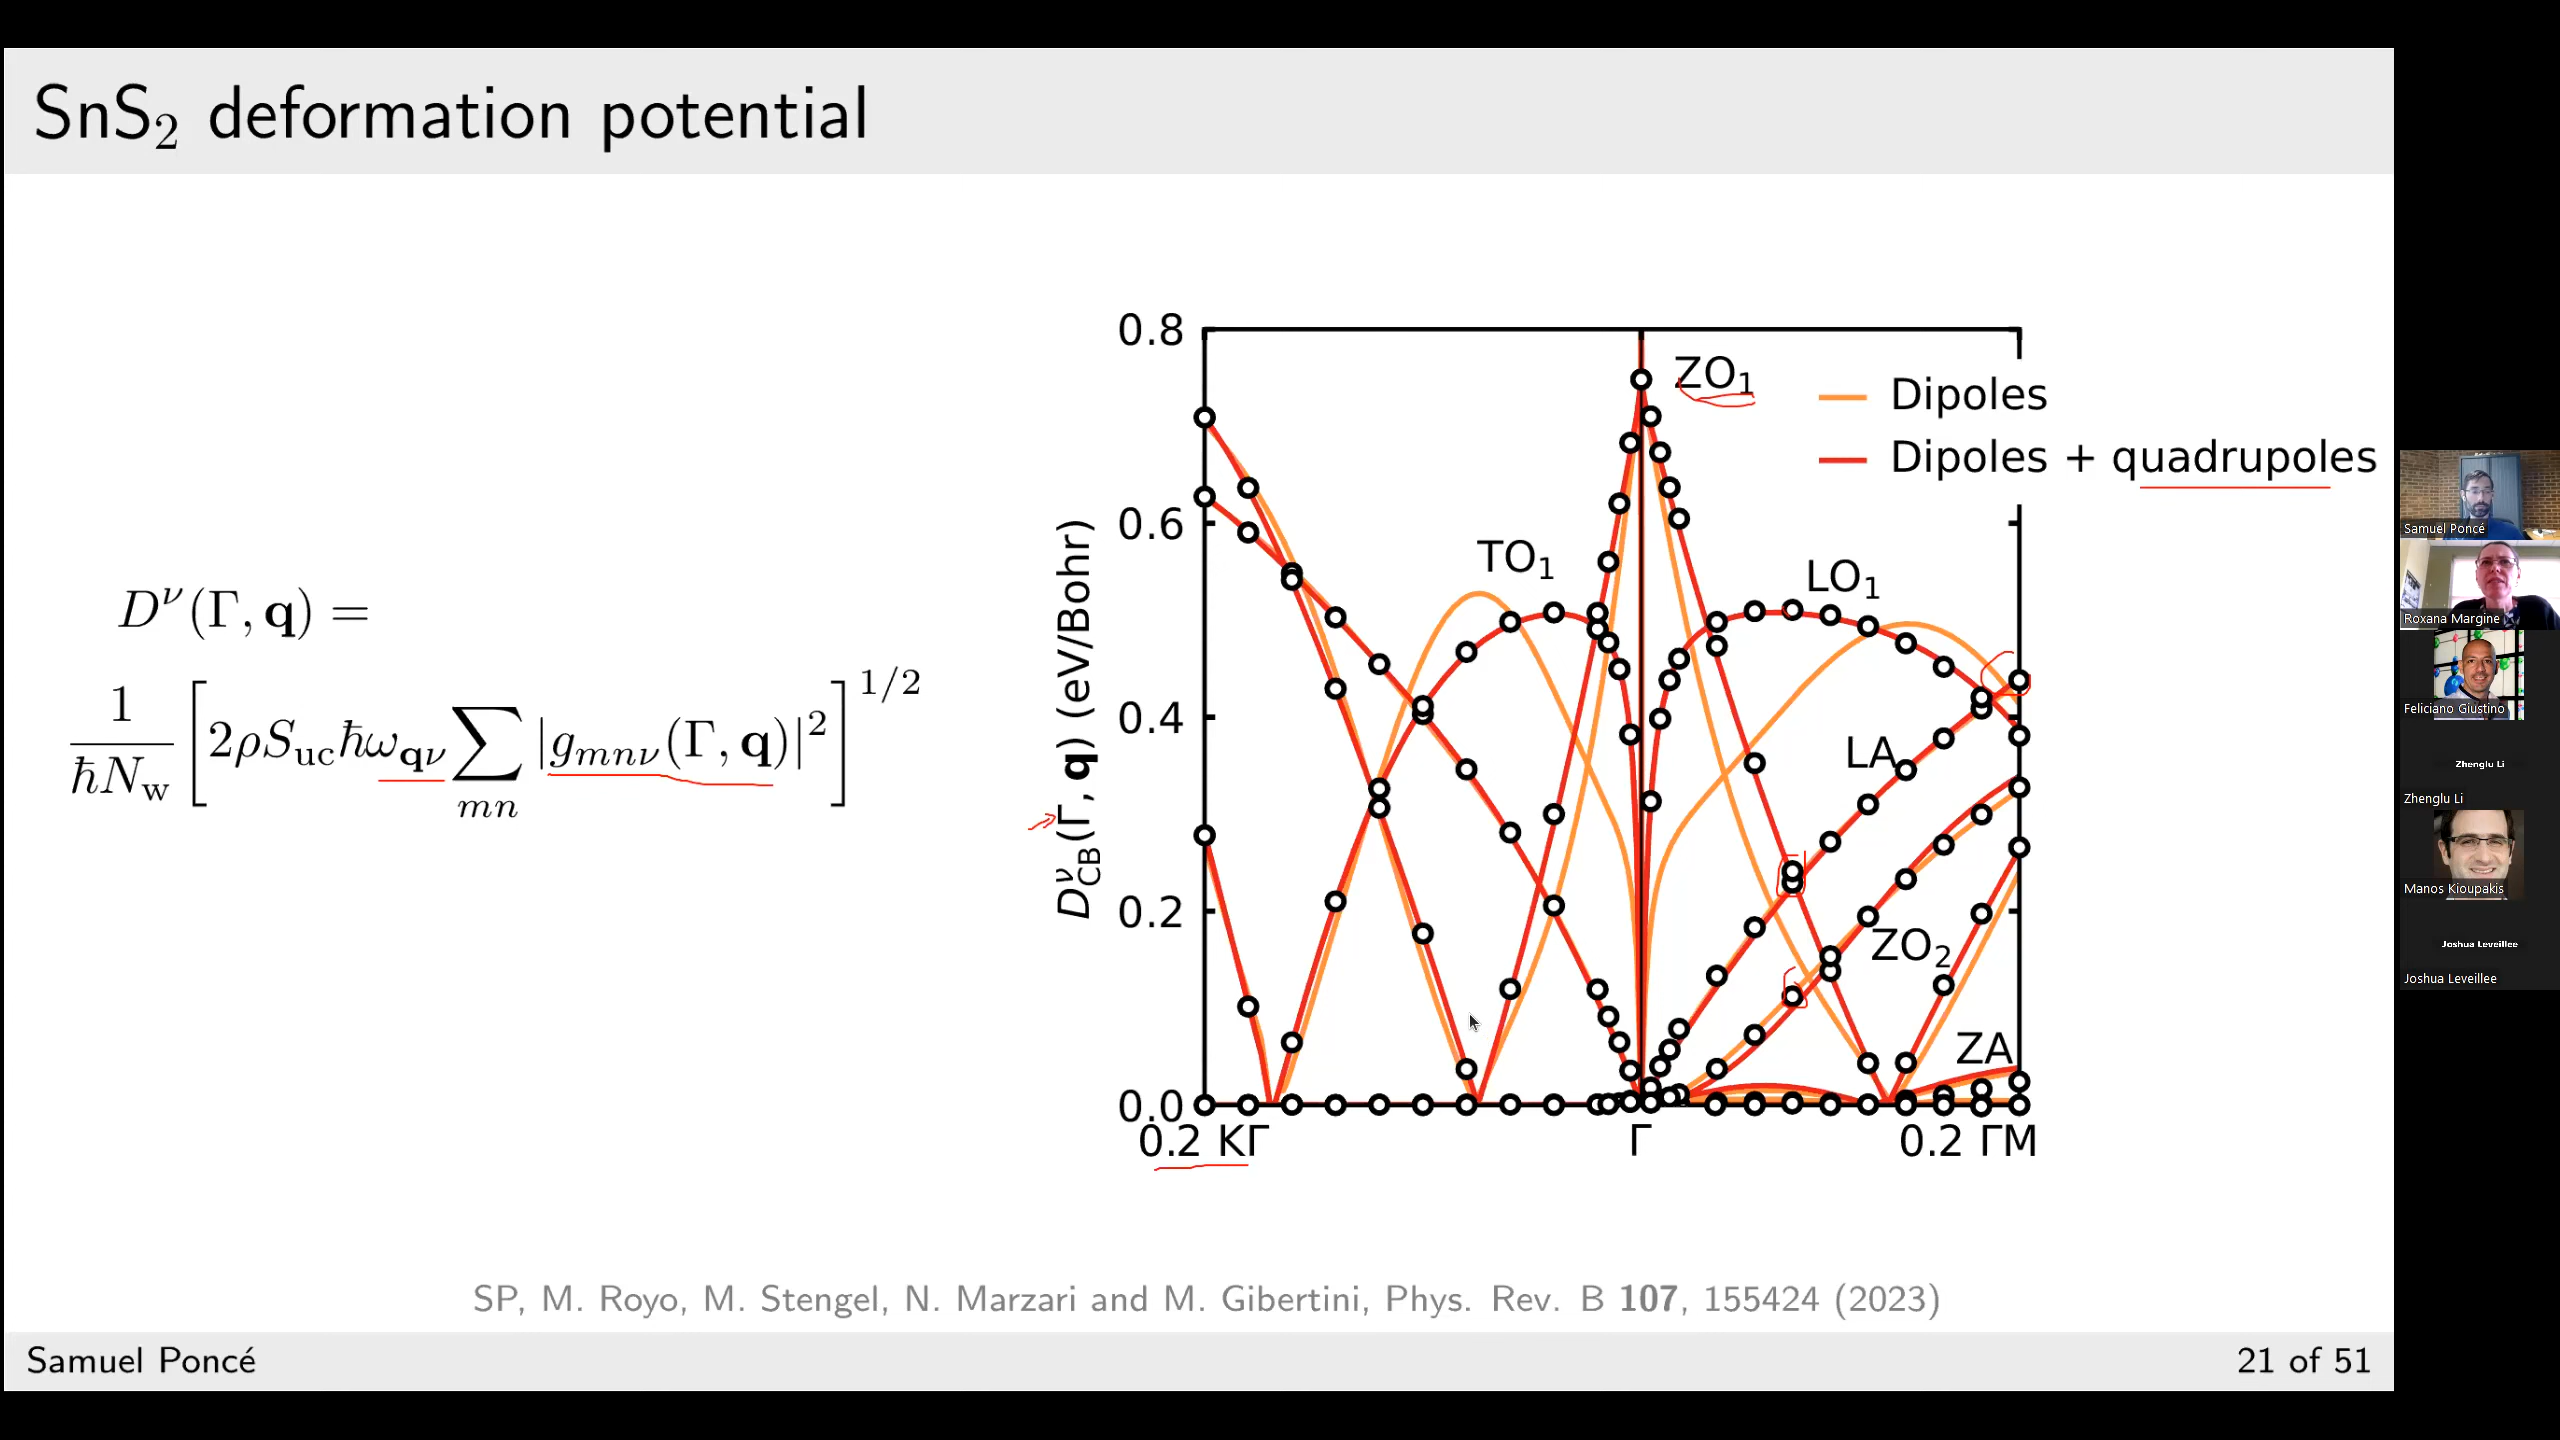 SnS₂ deformation potential
D^ν(Γ, q) =
1/(ħN_w) [2ρS_uc ħω_qν ∑_mn |g_mnν(Γ, q)|²]^1/2
D^ν_CB(Γ, q) (eV/Bohr)
0.8
0.6
0.4
0.2
0.0
ZO₁
Dipoles
Dipoles + quadrupoles
TO₁
LO₁
LA
ZO₂
ZA
0.2 KΓ
Γ
0.2 ΓM
SP, M. Royo, M. Stengel, N. Marzari and M. Gibertini, Phys. Rev. B 107, 155424 (2023)
Samuel Poncé
21 of 51
Samuel Poncé
Roxana Margine
Feliciano Giustino
Zhenglu Li
Zhenglu Li
Manos Kioupakis
Joshua Leveillee
Joshua Leveillee